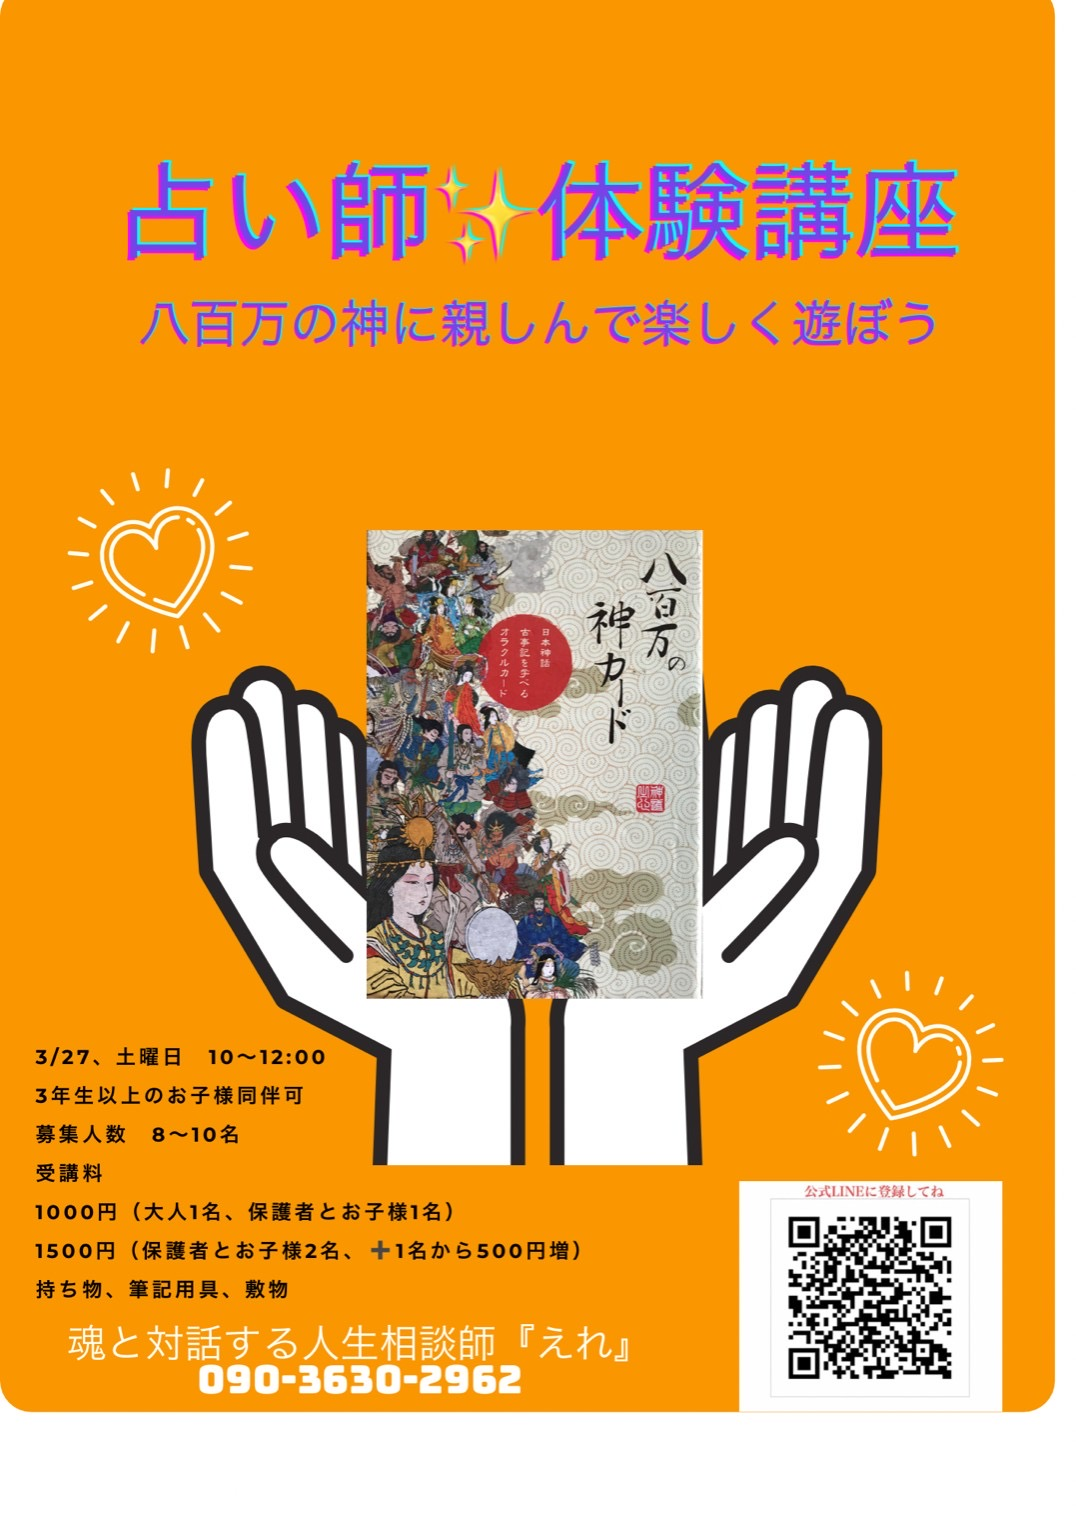 占い師✨体験講座
八百万の神に親しんで楽しく遊ぼう
八百万の
神カード
日本神話
古事記を学べる
オラクルカード
3/27、土曜日　10〜12:00
3年生以上のお子様同伴可
募集人数　8〜10名
受講料
1000円（大人1名、保護者とお子様1名）
1500円（保護者とお子様2名、➕1名から500円増）
持ち物、筆記用具、敷物
魂と対話する人生相談師『えれ』
090-3630-2962
公式LINEに登録してね